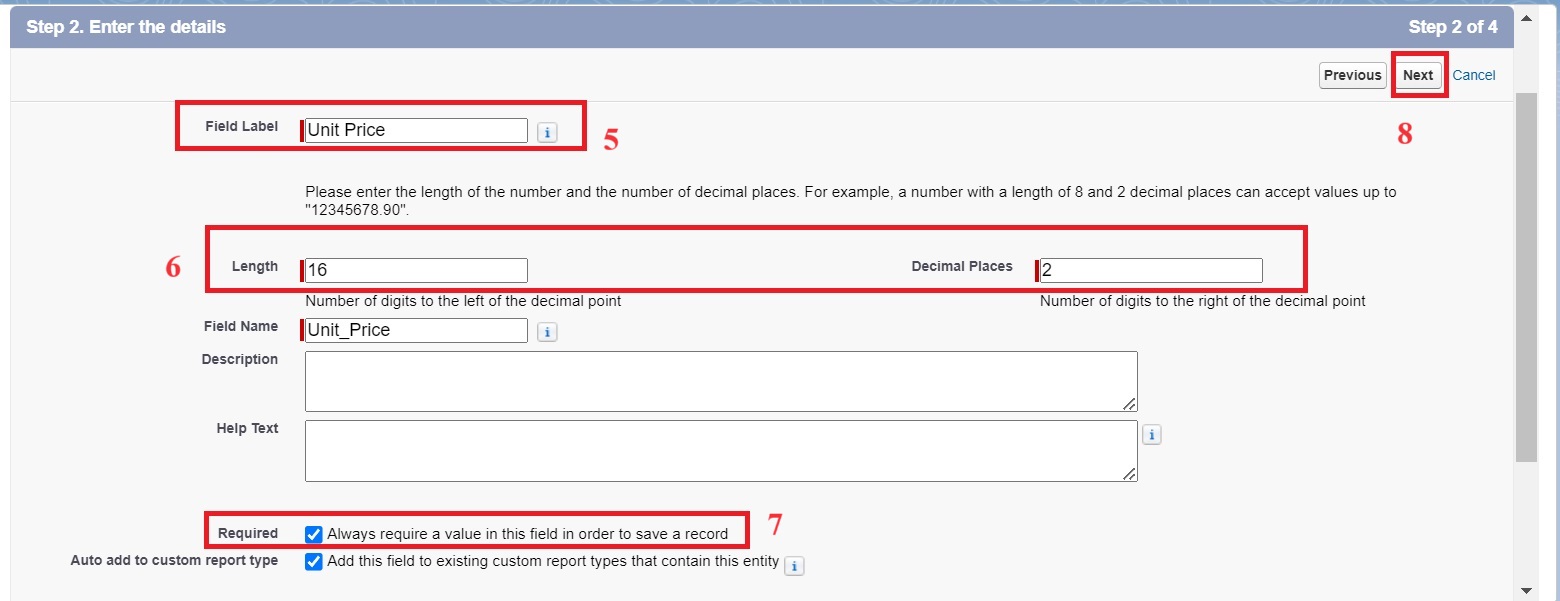 Step 2. Enter the details
Step 2 of 4
Previous Next Cancel
Field Label Unit Price i
5
8
Please enter the length of the number and the number of decimal places. For example, a number with a length of 8 and 2 decimal places can accept values up to
"12345678.90".
6
Length 16 Decimal Places 2
Number of digits to the left of the decimal point Number of digits to the right of the decimal point
Field Name Unit_Price i
Description
Help Text i
Required Always require a value in this field in order to save a record 7
Auto add to custom report type Add this field to existing custom report types that contain this entity i